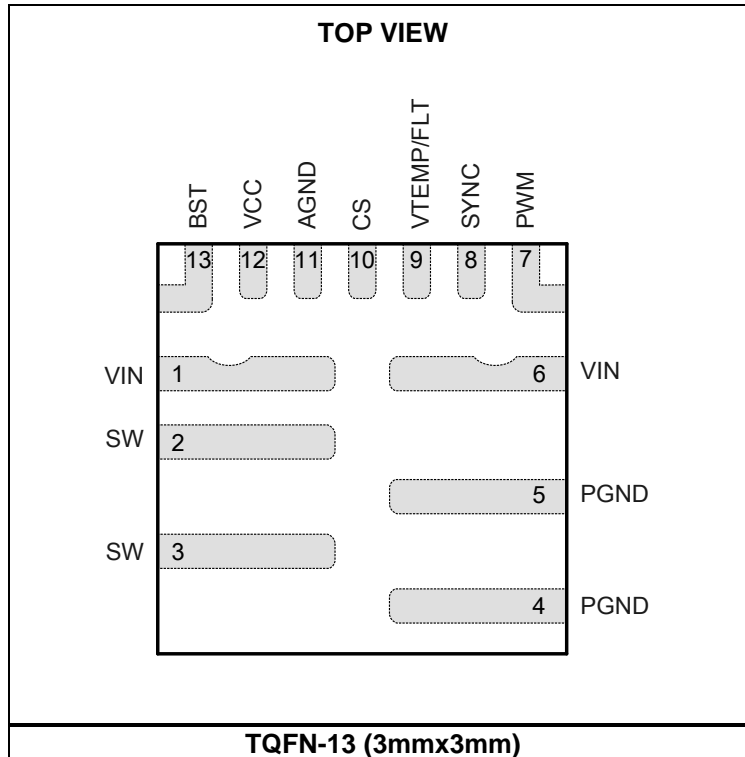 TOP VIEW
BST
VCC
AGND
CS
VTEMP/FLT
SYNC
PWM
13 12 11 10 9 8 7
VIN 1 6 VIN
SW 2
5 PGND
SW 3
4 PGND
TQFN-13 (3mmx3mm)